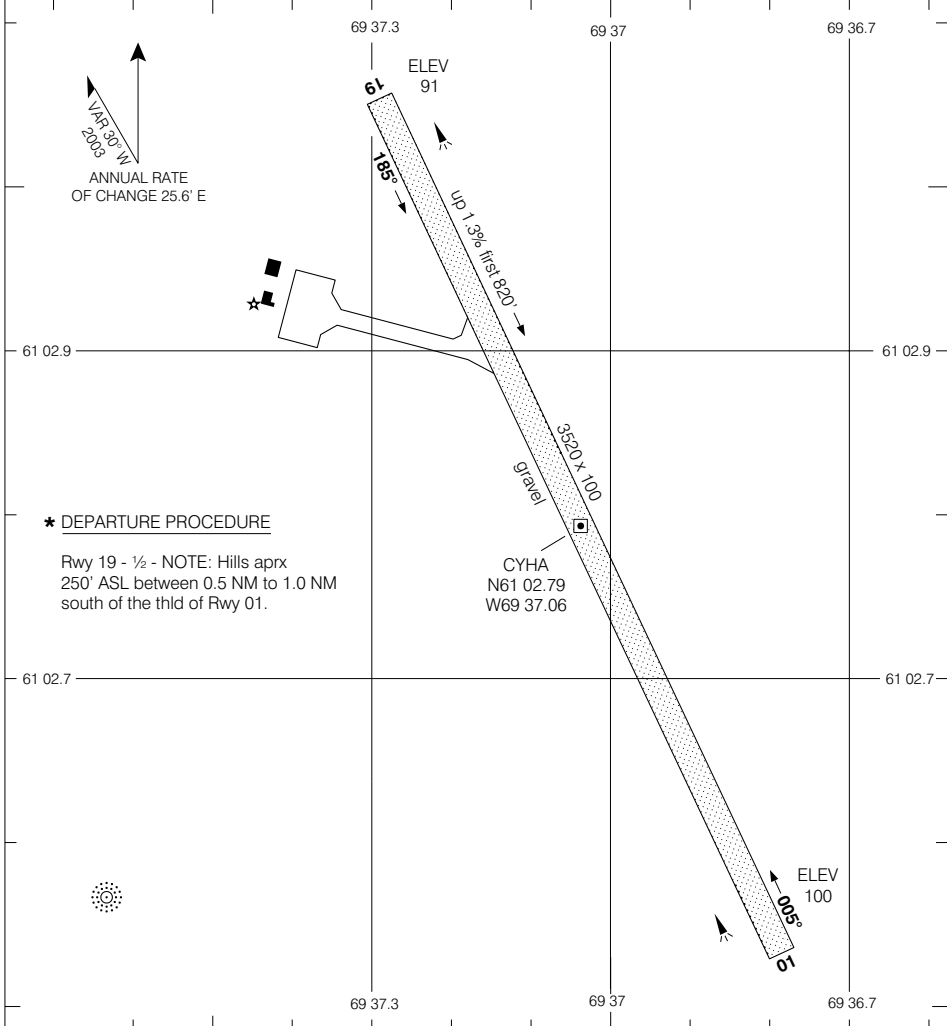 69 37.3
69 37
69 36.7
19
ELEV
91
VAR 30° W
2003
ANNUAL RATE
OF CHANGE 25.6' E
185°
up 1.3% first 820'
61 02.9
61 02.9
3520 x 100
gravel
* DEPARTURE PROCEDURE
Rwy 19 - ½ - NOTE: Hills aprx
250' ASL between 0.5 NM to 1.0 NM
south of the thld of Rwy 01.
CYHA
N61 02.79
W69 37.06
61 02.7
61 02.7
ELEV
100
005°
01
69 37.3
69 37
69 36.7